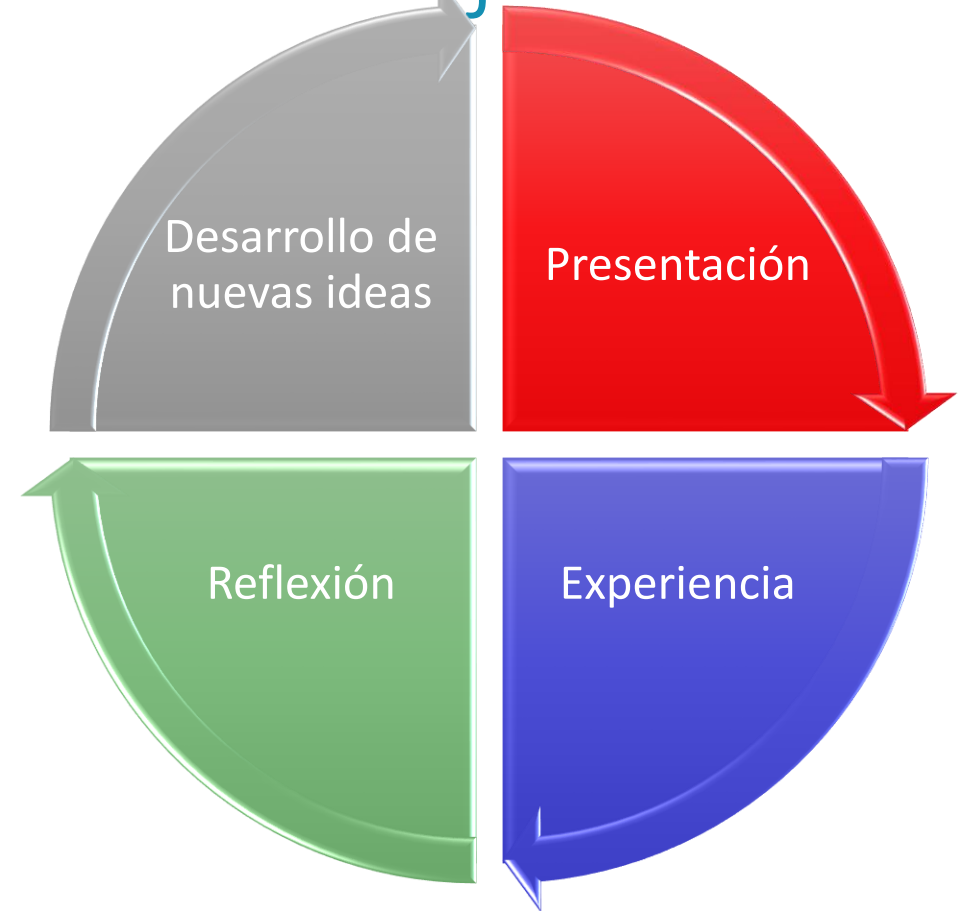 Presentación
Experiencia
Reflexión
Desarrollo de
nuevas ideas